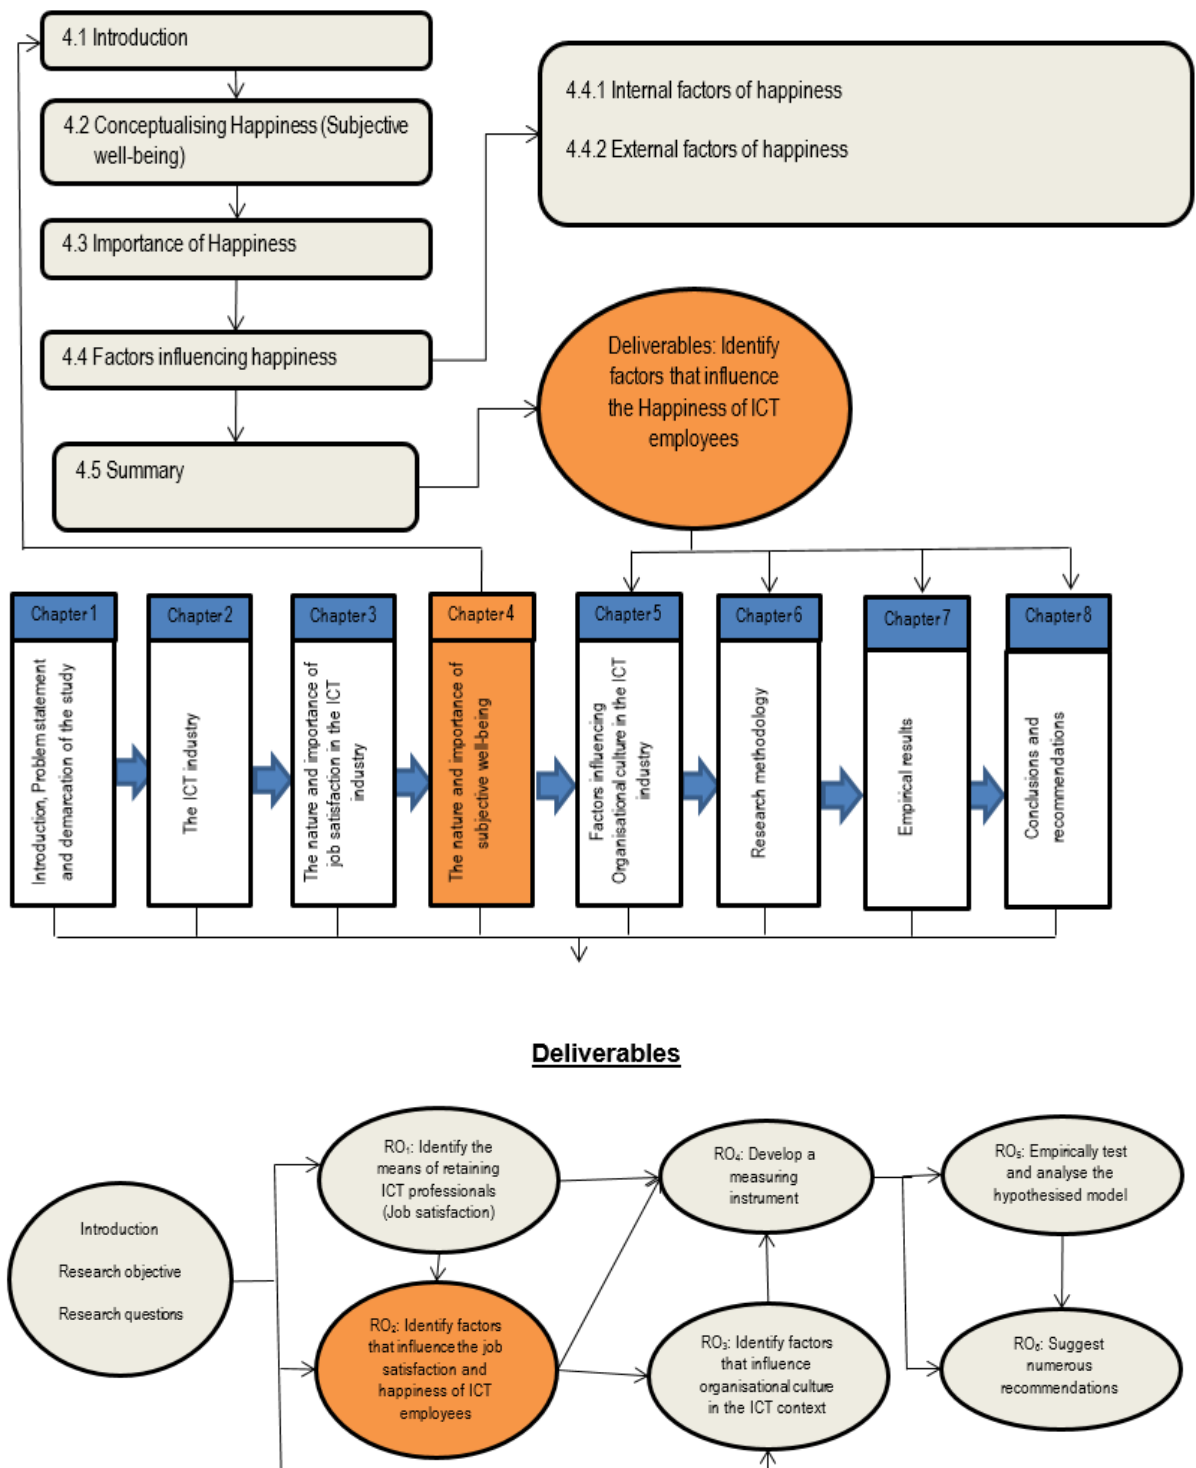 4.1 Introduction
4.2 Conceptualising Happiness (Subjective
well-being)
4.3 Importance of Happiness
4.4 Factors influencing happiness
4.5 Summary
4.4.1 Internal factors of happiness
4.4.2 External factors of happiness
Deliverables: Identify
factors that influence
the Happiness of ICT
employees
Chapter 1
Introduction, Problem statement
and demarcation of the study
Chapter 2
The ICT industry
Chapter 3
The nature and importance of
job satisfaction in the ICT
industry
Chapter 4
The nature and importance of
subjective well-being
Chapter 5
Factors influencing
Organisational culture in the ICT
industry
Chapter 6
Research methodology
Chapter 7
Empirical results
Chapter 8
Conclusions and
recommendations
Deliverables
Introduction
Research objective
Research questions
RO₁: Identify the
means of retaining
ICT professionals
(Job satisfaction)
RO₂: Identify factors
that influence the job
satisfaction and
happiness of ICT
employees
RO₄: Develop a
measuring
instrument
RO₃: Identify factors
that influence
organisational culture
in the ICT context
RO₅: Empirically test
and analyse the
hypothesised model
RO₆: Suggest
numerous
recommendations